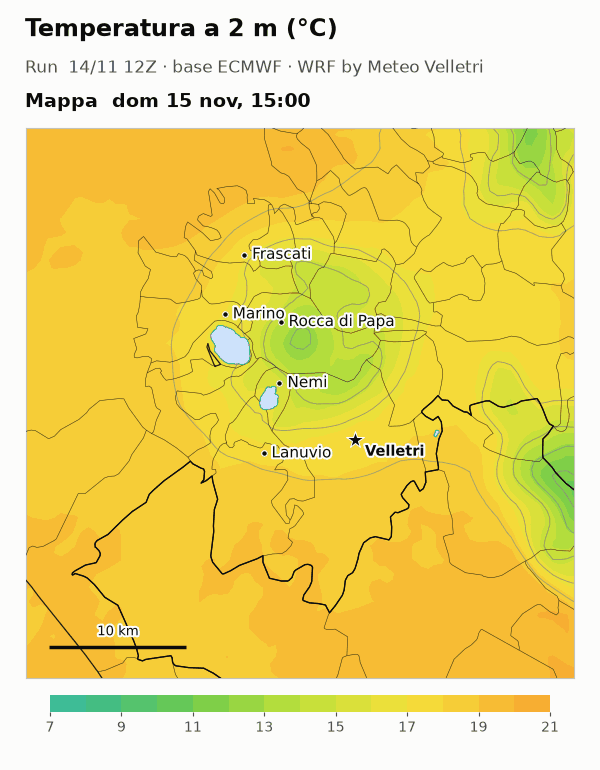 Temperatura a 2 m (°C)
Run 14/11 12Z · base ECMWF · WRF by Meteo Velletri
Mappa dom 15 nov, 15:00
Frascati
Marino
Rocca di Papa
Nemi
Velletri
Lanuvio
10 km
7 9 11 13 15 17 19 21